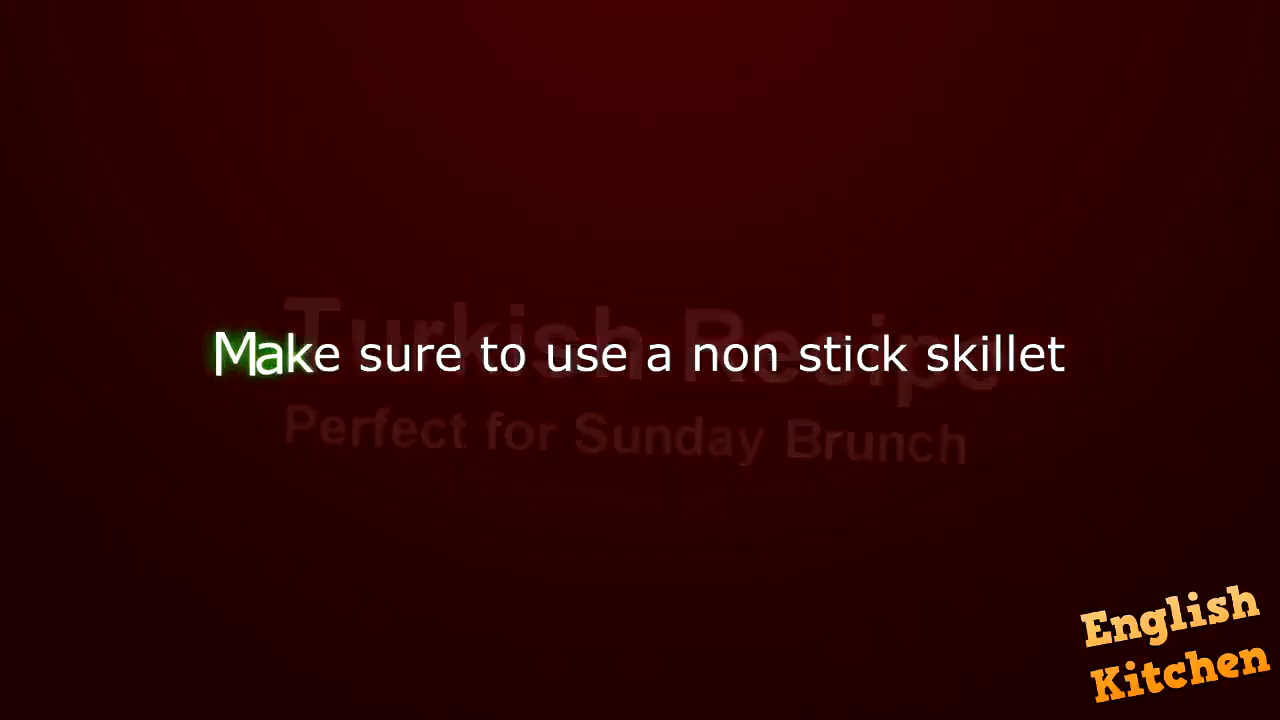 Turkish Recipe
Make sure to use a non stick skillet
Perfect for Sunday Brunch
English
Kitchen